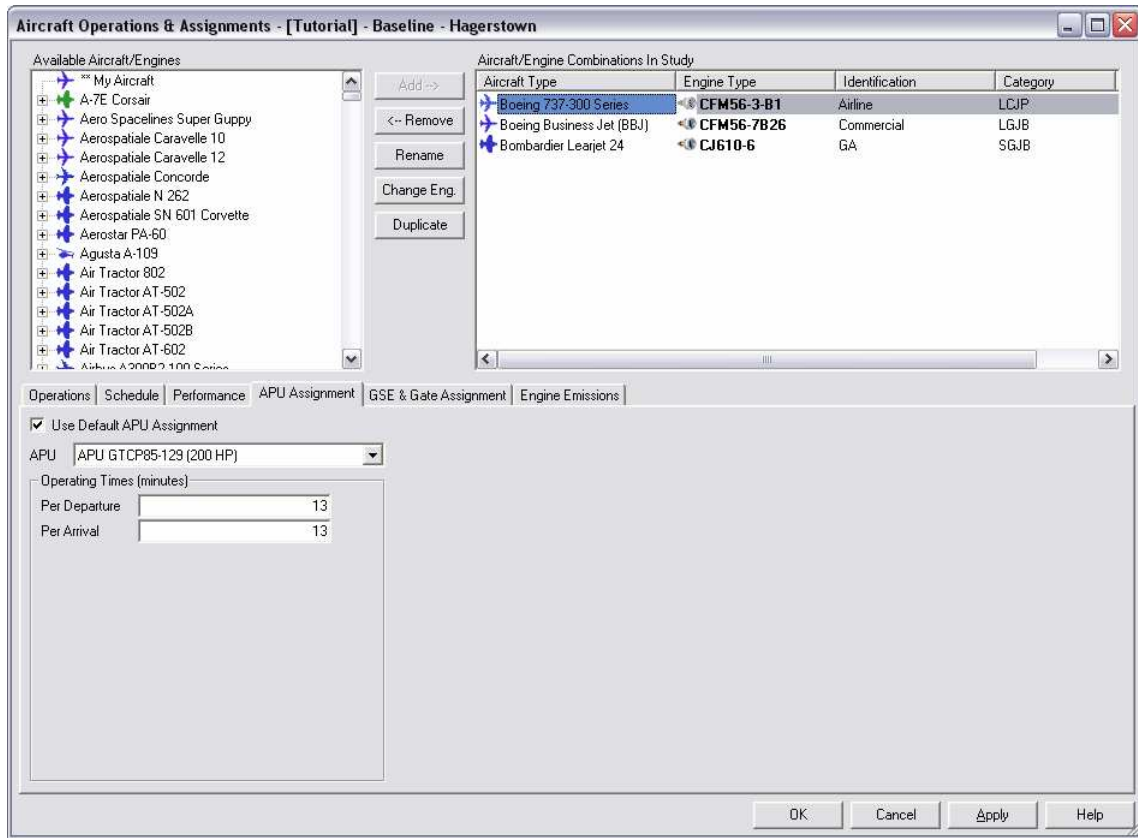 Aircraft Operations & Assignments - [Tutorial] - Baseline - Hagerstown
Available Aircraft/Engines
** My Aircraft
A-7E Corsair
Aero Spacelines Super Guppy
Aerospatiale Caravelle 10
Aerospatiale Caravelle 12
Aerospatiale Concorde
Aerospatiale N 262
Aerospatiale SN 601 Corvette
Aerostar PA-60
Agusta A-109
Air Tractor 802
Air Tractor AT-502
Air Tractor AT-502A
Air Tractor AT-502B
Air Tractor AT-602
Airbus A300B2-100 Series
Add -->
<-- Remove
Rename
Change Eng.
Duplicate
Aircraft/Engine Combinations In Study
Aircraft Type Engine Type Identification Category
Boeing 737-300 Series CFM56-3-B1 Airline LCJP
Boeing Business Jet (BBJ) CFM56-7B26 Commercial LGJB
Bombardier Learjet 24 CJ610-6 GA SGJB
Operations Schedule Performance APU Assignment GSE & Gate Assignment Engine Emissions
Use Default APU Assignment
APU APU GTCP85-129 (200 HP)
Operating Times (minutes)
Per Departure 13
Per Arrival 13
OK Cancel Apply Help